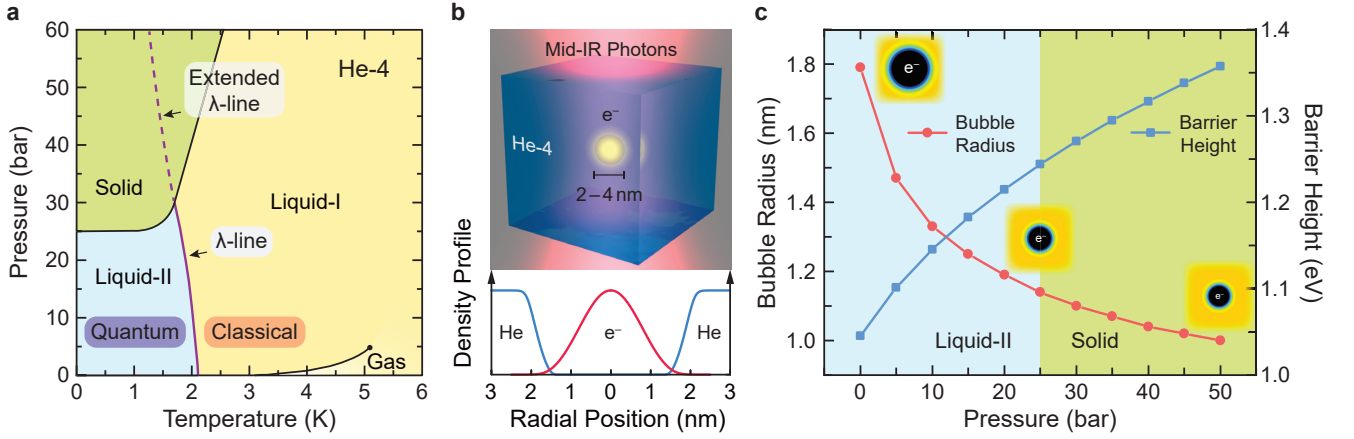 a
60
50
40
30
20
10
0
Pressure (bar)
He-4
Extended
λ-line
Solid
Liquid-I
λ-line
Liquid-II
Quantum
Classical
Gas
0 1 2 3 4 5 6
Temperature (K)
b
Mid-IR Photons
e⁻
He-4
2–4 nm
Density Profile
He
e⁻
He
3 2 1 0 1 2 3
Radial Position (nm)
c
1.8
1.6
1.4
1.2
1.0
Bubble Radius (nm)
e⁻
Bubble
Radius
Barrier
Height
e⁻
e⁻
Liquid-II
Solid
1.4
1.3
1.2
1.1
1.0
Barrier Height (eV)
0 10 20 30 40 50
Pressure (bar)